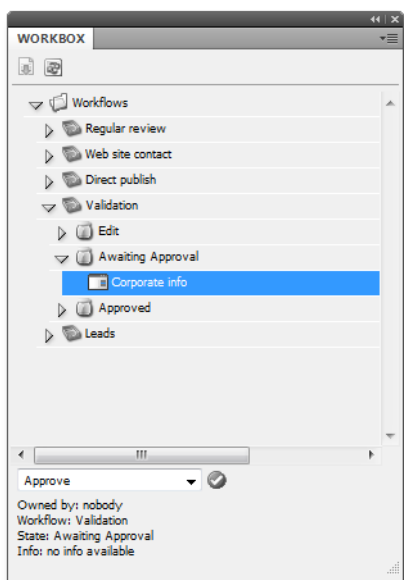 WORKBOX
Workflows
Regular review
Web site contact
Direct publish
Validation
Edit
Awaiting Approval
Corporate info
Approved
Leads
Approve
Owned by: nobody
Workflow: Validation
State: Awaiting Approval
Info: no info available